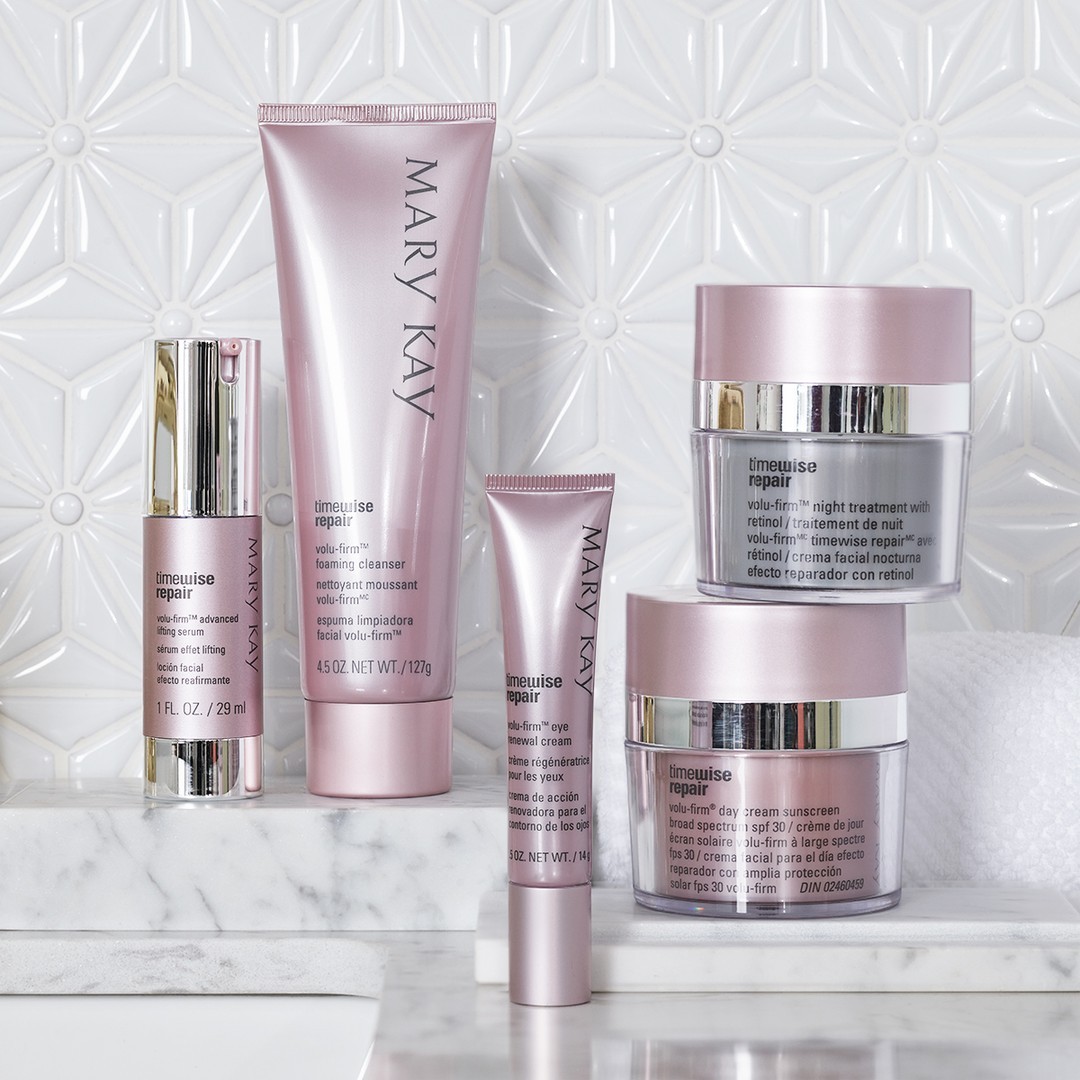 MARY KAY
timewise
repair
volu-firm™
foaming cleanser
nettoyant moussant
volu-firmᴹᶜ
espuma limpiadora
facial volu-firm™
4.5 OZ. NET WT. / 127g
MARY KAY
timewise
repair
volu-firm™ advanced
lifting serum
sérum effet lifting
loción facial
efecto reafirmante
1 FL. OZ. / 29 ml
MARY KAY
timewise
repair
volu-firm™ eye
renewal cream
crème régénératrice
pour les yeux
crema de acción
renovadora para el
contorno de los ojos
.5 OZ. NET WT. / 14 g
timewise
repair
volu-firm™ night treatment with
retinol / traitement de nuit
volu-firmᴹᶜ timewise repairᴹᶜ avec
rétinol / crema facial nocturna
efecto reparador con retinol
timewise
repair
volu-firm® day cream sunscreen
broad spectrum spf 30 / crème de jour
écran solaire volu-firm à large spectre
fps 30 / crema facial para el día efecto
reparador con amplia protección
solar fps 30 volu-firm DIN 02460459